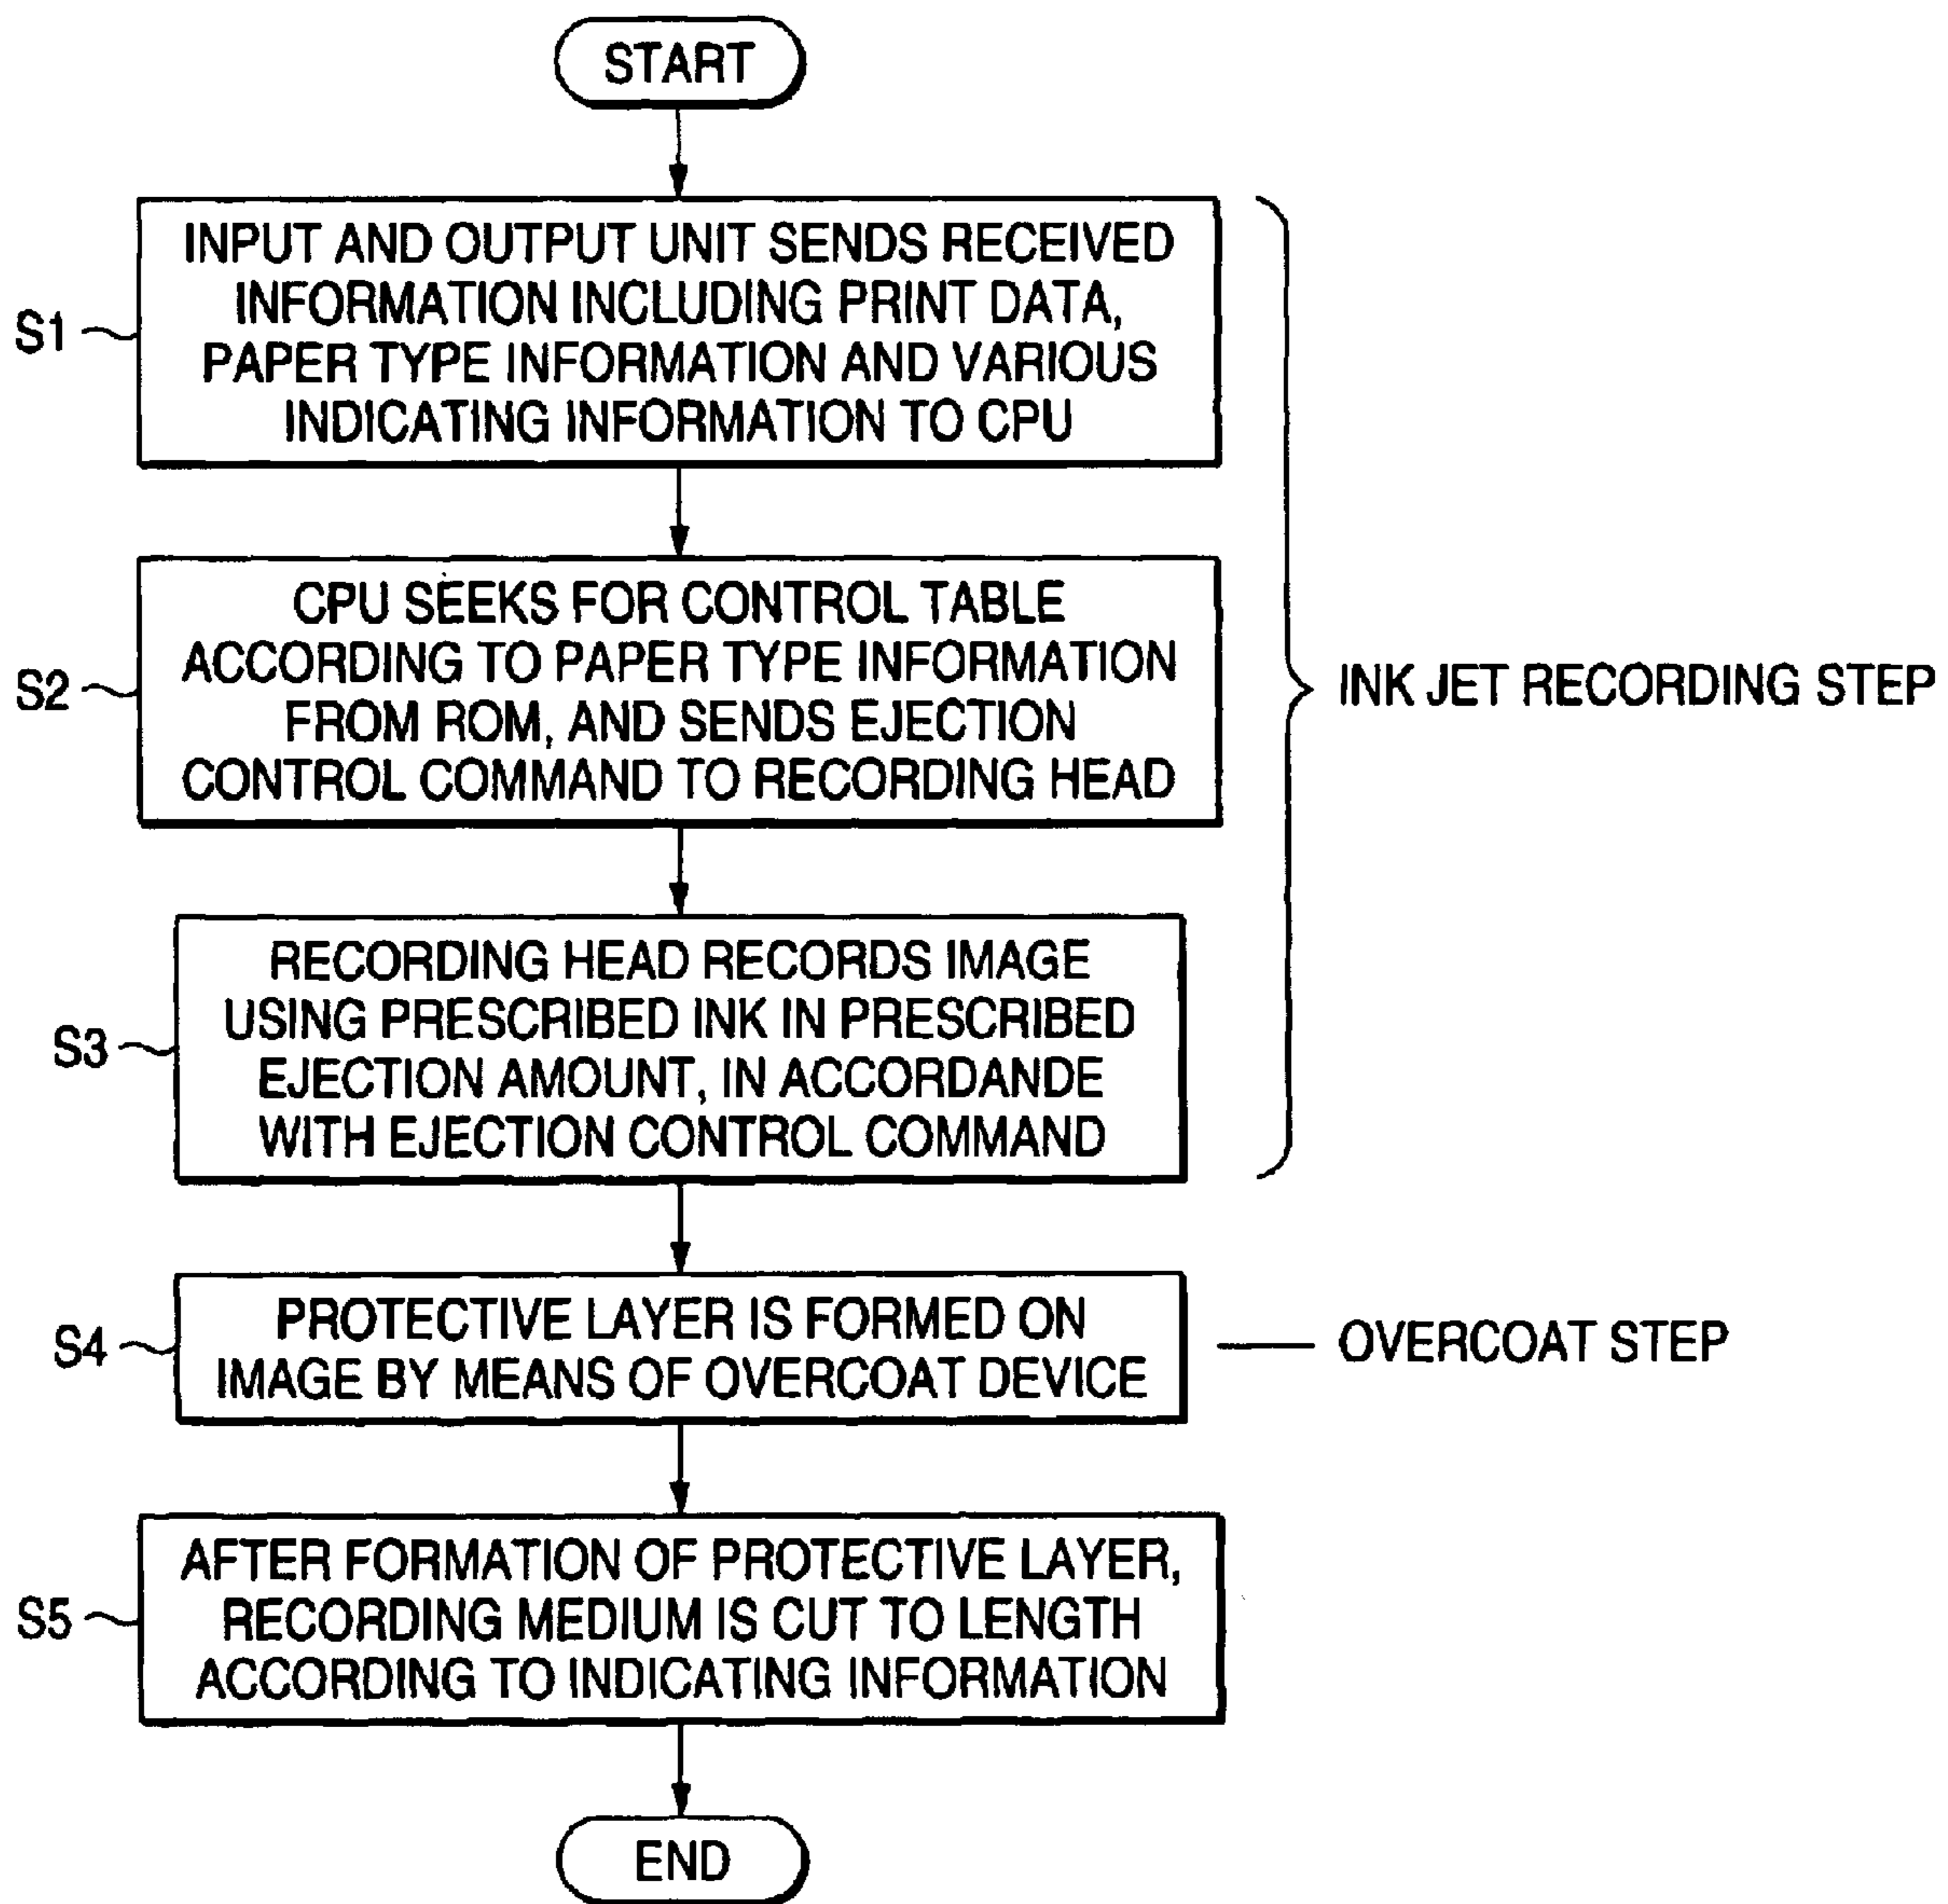 START
S1
INPUT AND OUTPUT UNIT SENDS RECEIVED
INFORMATION INCLUDING PRINT DATA,
PAPER TYPE INFORMATION AND VARIOUS
INDICATING INFORMATION TO CPU
S2
CPU SEEKS FOR CONTROL TABLE
ACCORDING TO PAPER TYPE INFORMATION
FROM ROM, AND SENDS EJECTION
CONTROL COMMAND TO RECORDING HEAD
INK JET RECORDING STEP
S3
RECORDING HEAD RECORDS IMAGE
USING PRESCRIBED INK IN PRESCRIBED
EJECTION AMOUNT, IN ACCORDANDE
WITH EJECTION CONTROL COMMAND
S4
PROTECTIVE LAYER IS FORMED ON
IMAGE BY MEANS OF OVERCOAT DEVICE
OVERCOAT STEP
S5
AFTER FORMATION OF PROTECTIVE LAYER,
RECORDING MEDIUM IS CUT TO LENGTH
ACCORDING TO INDICATING INFORMATION
END